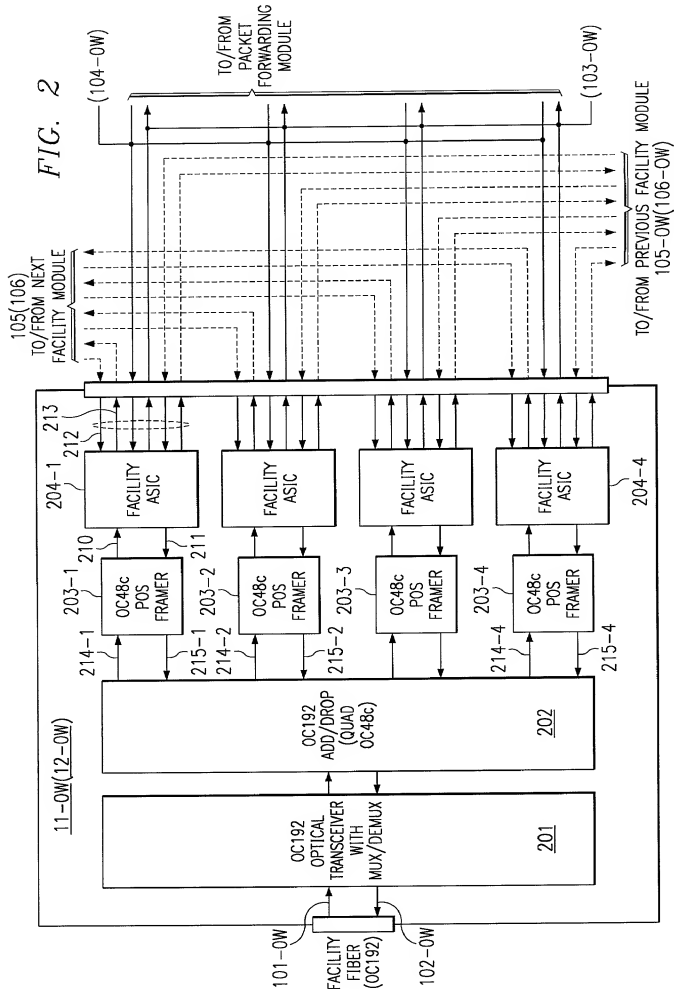 FIG. 2
11-0W(12-0W)
101-0W
FACILITY
FIBER
(OC192)
102-0W
OC192
OPTICAL
TRANSCEIVER
WITH
MUX/DEMUX
201
OC192
ADD/DROP
(QUAD
OC48c)
202
214-1
215-1
214-2
215-2
214-4
215-4
203-1
OC48c
POS
FRAMER
203-2
OC48c
POS
FRAMER
203-3
OC48c
POS
FRAMER
203-4
OC48c
POS
FRAMER
210
211
204-1
FACILITY
ASIC
FACILITY
ASIC
FACILITY
ASIC
FACILITY
ASIC
204-4
212
213
105(106)
TO/FROM NEXT
FACILITY MODULE
(104-0W)
TO/FROM
PACKET
FORWARDING
MODULE
(103-0W)
TO/FROM PREVIOUS FACILITY MODULE
105-0W(106-0W)